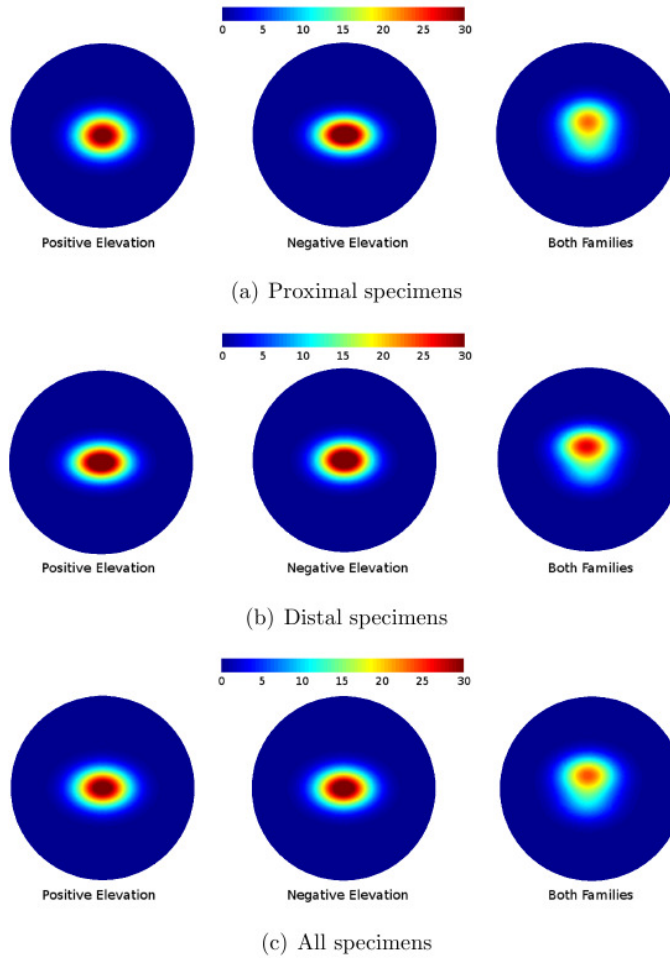 0 5 10 15 20 25 30
Positive Elevation Negative Elevation Both Families
(a) Proximal specimens
0 5 10 15 20 25 30
Positive Elevation Negative Elevation Both Families
(b) Distal specimens
0 5 10 15 20 25 30
Positive Elevation Negative Elevation Both Families
(c) All specimens